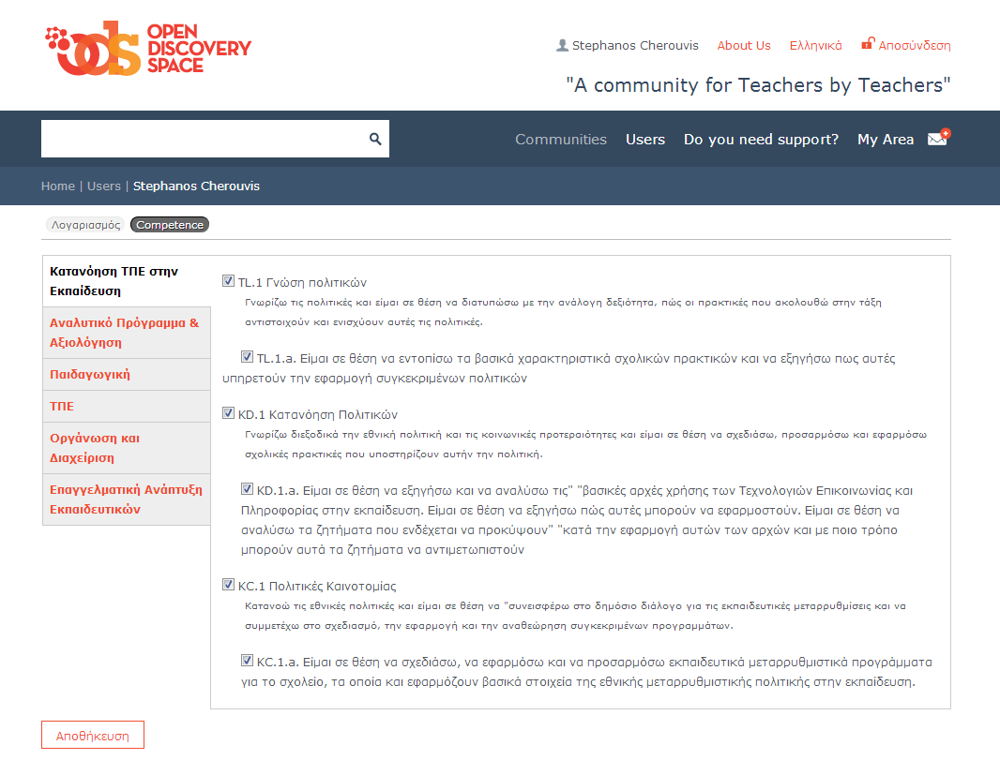 OPEN
DISCOVERY
SPACE
Stephanos Cherouvis About Us Ελληνικά Αποσύνδεση
"A community for Teachers by Teachers"
Communities Users Do you need support? My Area
Home | Users | Stephanos Cherouvis
Λογαριασμός Competence
Κατανόηση ΤΠΕ στην
Εκπαίδευση
Αναλυτικό Πρόγραμμα &
Αξιολόγηση
Παιδαγωγική
ΤΠΕ
Οργάνωση και
Διαχείριση
Επαγγελματική Ανάπτυξη
Εκπαιδευτικών
TL.1 Γνώση πολιτικών
Γνωρίζω τις πολιτικές και είμαι σε θέση να διατυπώσω με την ανάλογη δεξιότητα, πώς οι πρακτικές που ακολουθώ στην τάξη
αντιστοιχούν και ενισχύουν αυτές τις πολιτικές.
TL.1.a. Είμαι σε θέση να εντοπίσω τα βασικά χαρακτηριστικά σχολικών πρακτικών και να εξηγήσω πως αυτές
υπηρετούν την εφαρμογή συγκεκριμένων πολιτικών
KD.1 Κατανόηση Πολιτικών
Γνωρίζω διεξοδικά την εθνική πολιτική και τις κοινωνικές προτεραιότητες και είμαι σε θέση να σχεδιάσω, προσαρμόσω και εφαρμόσω
σχολικές πρακτικές που υποστηρίζουν αυτήν την πολιτική.
KD.1.a. Είμαι σε θέση να εξηγήσω και να αναλύσω τις" "βασικές αρχές χρήσης των Τεχνολογιών Επικοινωνίας και
Πληροφορίας στην εκπαίδευση. Είμαι σε θέση να εξηγήσω πώς αυτές μπορούν να εφαρμοστούν. Είμαι σε θέση να
αναλύσω τα ζητήματα που ενδέχεται να προκύψουν" "κατά την εφαρμογή αυτών των αρχών και με ποιο τρόπο
μπορούν αυτά τα ζητήματα να αντιμετωπιστούν
KC.1 Πολιτικές Καινοτομίας
Κατανοώ τις εθνικές πολιτικές και είμαι σε θέση να "συνεισφέρω στο δημόσιο διάλογο για τις εκπαιδευτικές μεταρρυθμίσεις και να
συμμετέχω στο σχεδιασμό, την εφαρμογή και την αναθεώρηση συγκεκριμένων προγραμμάτων.
KC.1.a. Είμαι σε θέση να σχεδιάσω, να εφαρμόσω και να προσαρμόσω εκπαιδευτικά μεταρρυθμιστικά προγράμματα
για το σχολείο, τα οποία και εφαρμόζουν βασικά στοιχεία της εθνικής μεταρρυθμιστικής πολιτικής στην εκπαίδευση.
Αποθήκευση